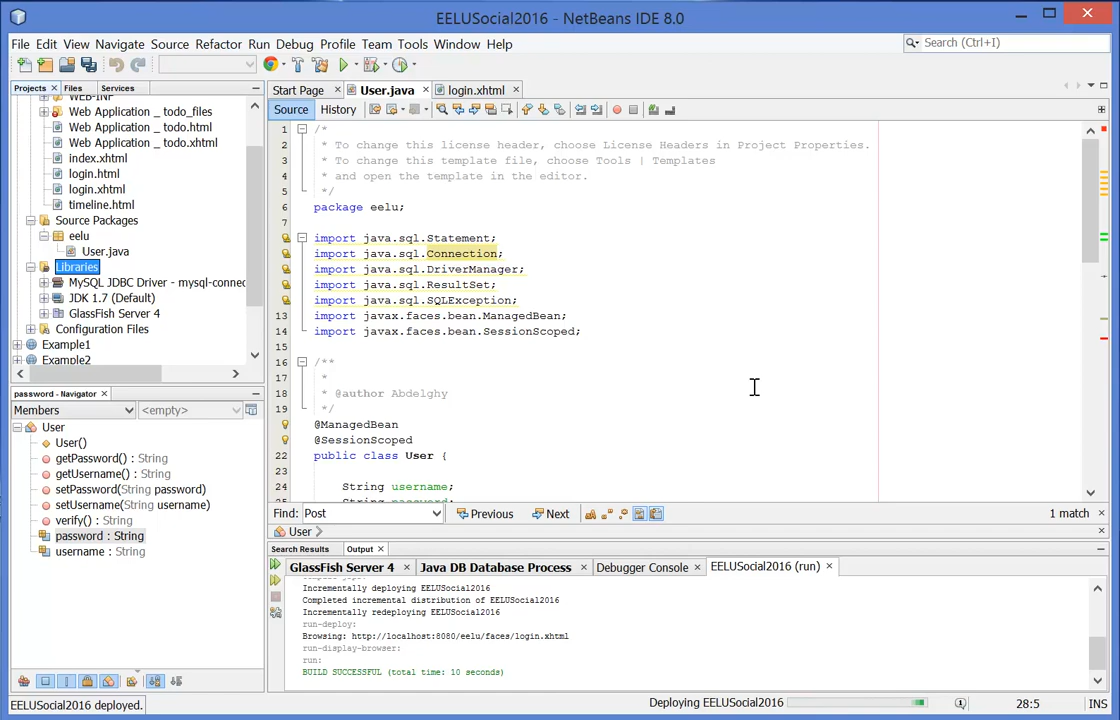 EELUSocial2016 - NetBeans IDE 8.0
File Edit View Navigate Source Refactor Run Debug Profile Team Tools Window Help
Search (Ctrl+I)
Projects Files Services
Start Page User.java login.xhtml
Source History
WEB-INF
Web Application _ todo_files
Web Application _ todo.html
Web Application _ todo.xhtml
index.xhtml
login.html
login.xhtml
timeline.html
Source Packages
eelu
User.java
Libraries
MySQL JDBC Driver - mysql-connec
JDK 1.7 (Default)
GlassFish Server 4
Configuration Files
Example1
Example2
1 /*
2 * To change this license header, choose License Headers in Project Properties.
3 * To change this template file, choose Tools | Templates
4 * and open the template in the editor.
5 */
6 package eelu;
7
import java.sql.Statement;
import java.sql.Connection;
import java.sql.DriverManager;
import java.sql.ResultSet;
import java.sql.SQLException;
13 import javax.faces.bean.ManagedBean;
14 import javax.faces.bean.SessionScoped;
15
16 /**
17 *
18 * @author Abdelghy
19 */
@ManagedBean
@SessionScoped
22 public class User {
23
24 String username;
25 String password;
password - Navigator
Members <empty>
User
User()
getPassword() : String
getUsername() : String
setPassword(String password)
setUsername(String username)
verify() : String
password : String
username : String
Find: Post Previous Next 1 match
User
Search Results Output
GlassFish Server 4 Java DB Database Process Debugger Console EELUSocial2016 (run)
Incrementally deploying EELUSocial2016
Completed incremental distribution of EELUSocial2016
Incrementally redeploying EELUSocial2016
run-deploy:
Browsing: http://localhost:8080/eelu/faces/login.xhtml
run-display-browser:
run:
BUILD SUCCESSFUL (total time: 10 seconds)
EELUSocial2016 deployed.
Deploying EELUSocial2016
1
28:5 INS